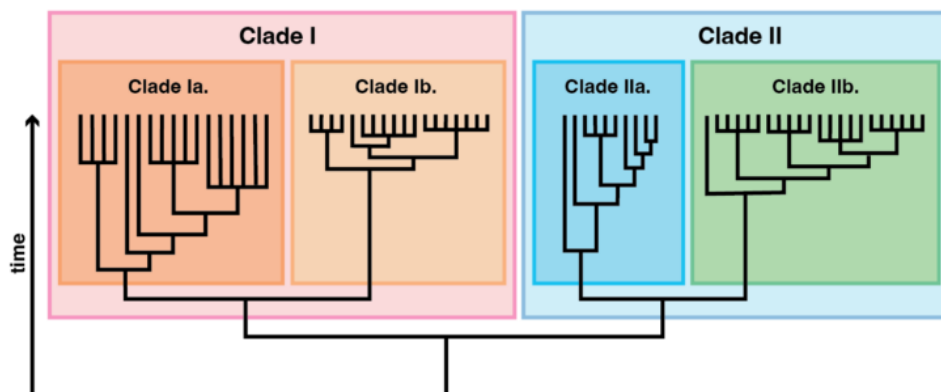 Clade I
Clade II
Clade Ia.
Clade Ib.
Clade IIa.
Clade IIb.
time